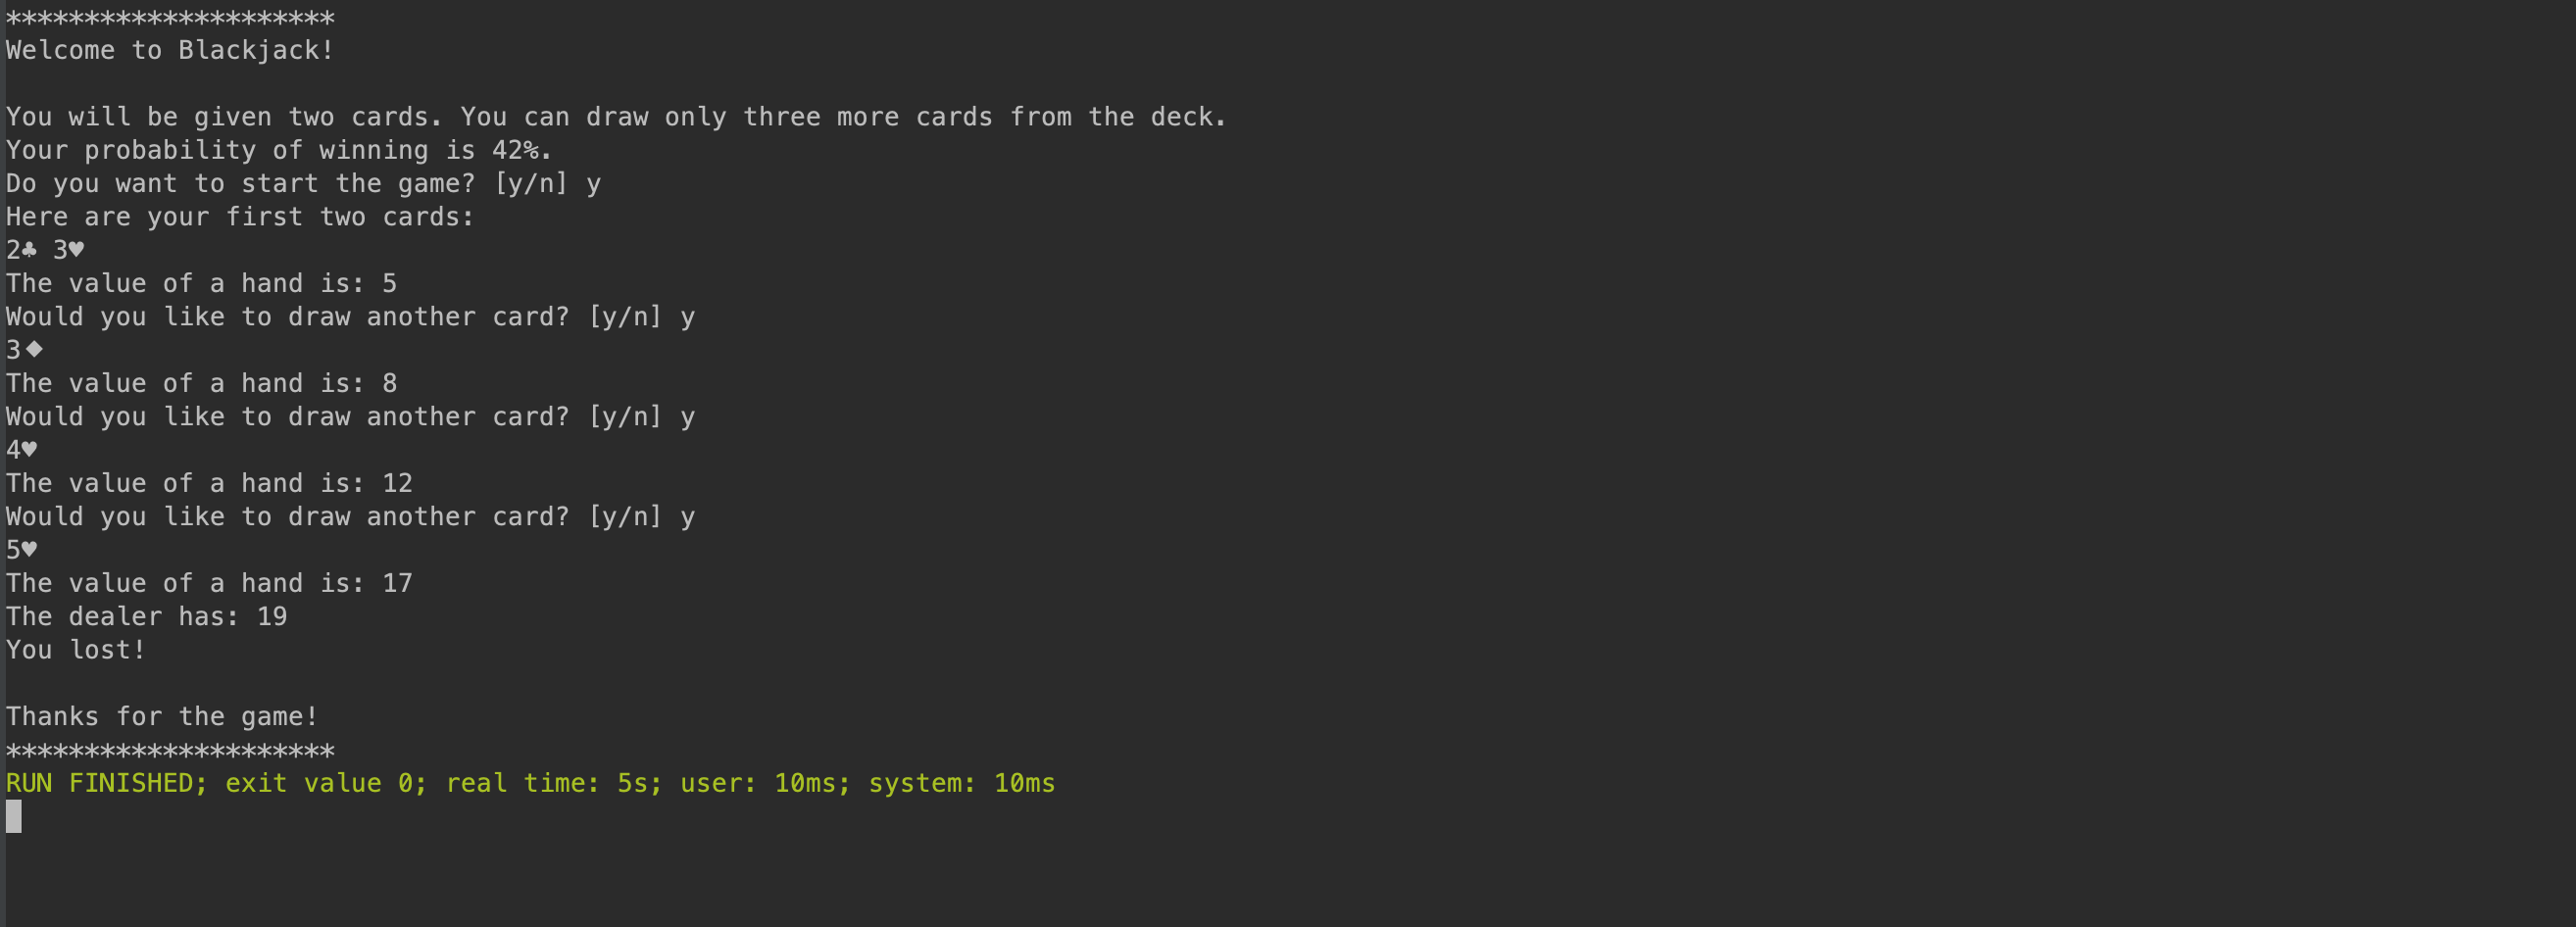 *********************
Welcome to Blackjack!
You will be given two cards. You can draw only three more cards from the deck.
Your probability of winning is 42%.
Do you want to start the game? [y/n] y
Here are your first two cards:
2♣ 3♥
The value of a hand is: 5
Would you like to draw another card? [y/n] y
3◆
The value of a hand is: 8
Would you like to draw another card? [y/n] y
4♥
The value of a hand is: 12
Would you like to draw another card? [y/n] y
5♥
The value of a hand is: 17
The dealer has: 19
You lost!
Thanks for the game!
*********************
RUN FINISHED; exit value 0; real time: 5s; user: 10ms; system: 10ms